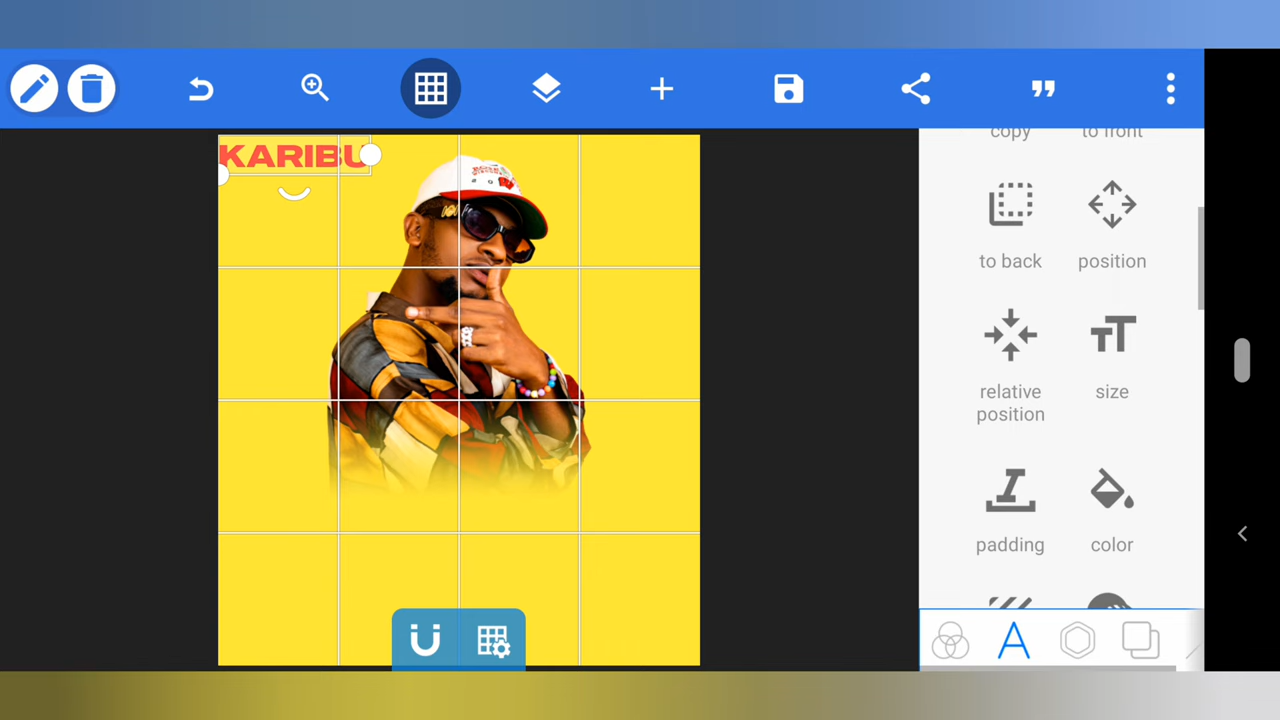 copy
to front
KARIBU
to back
position
relative
position
size
padding
color